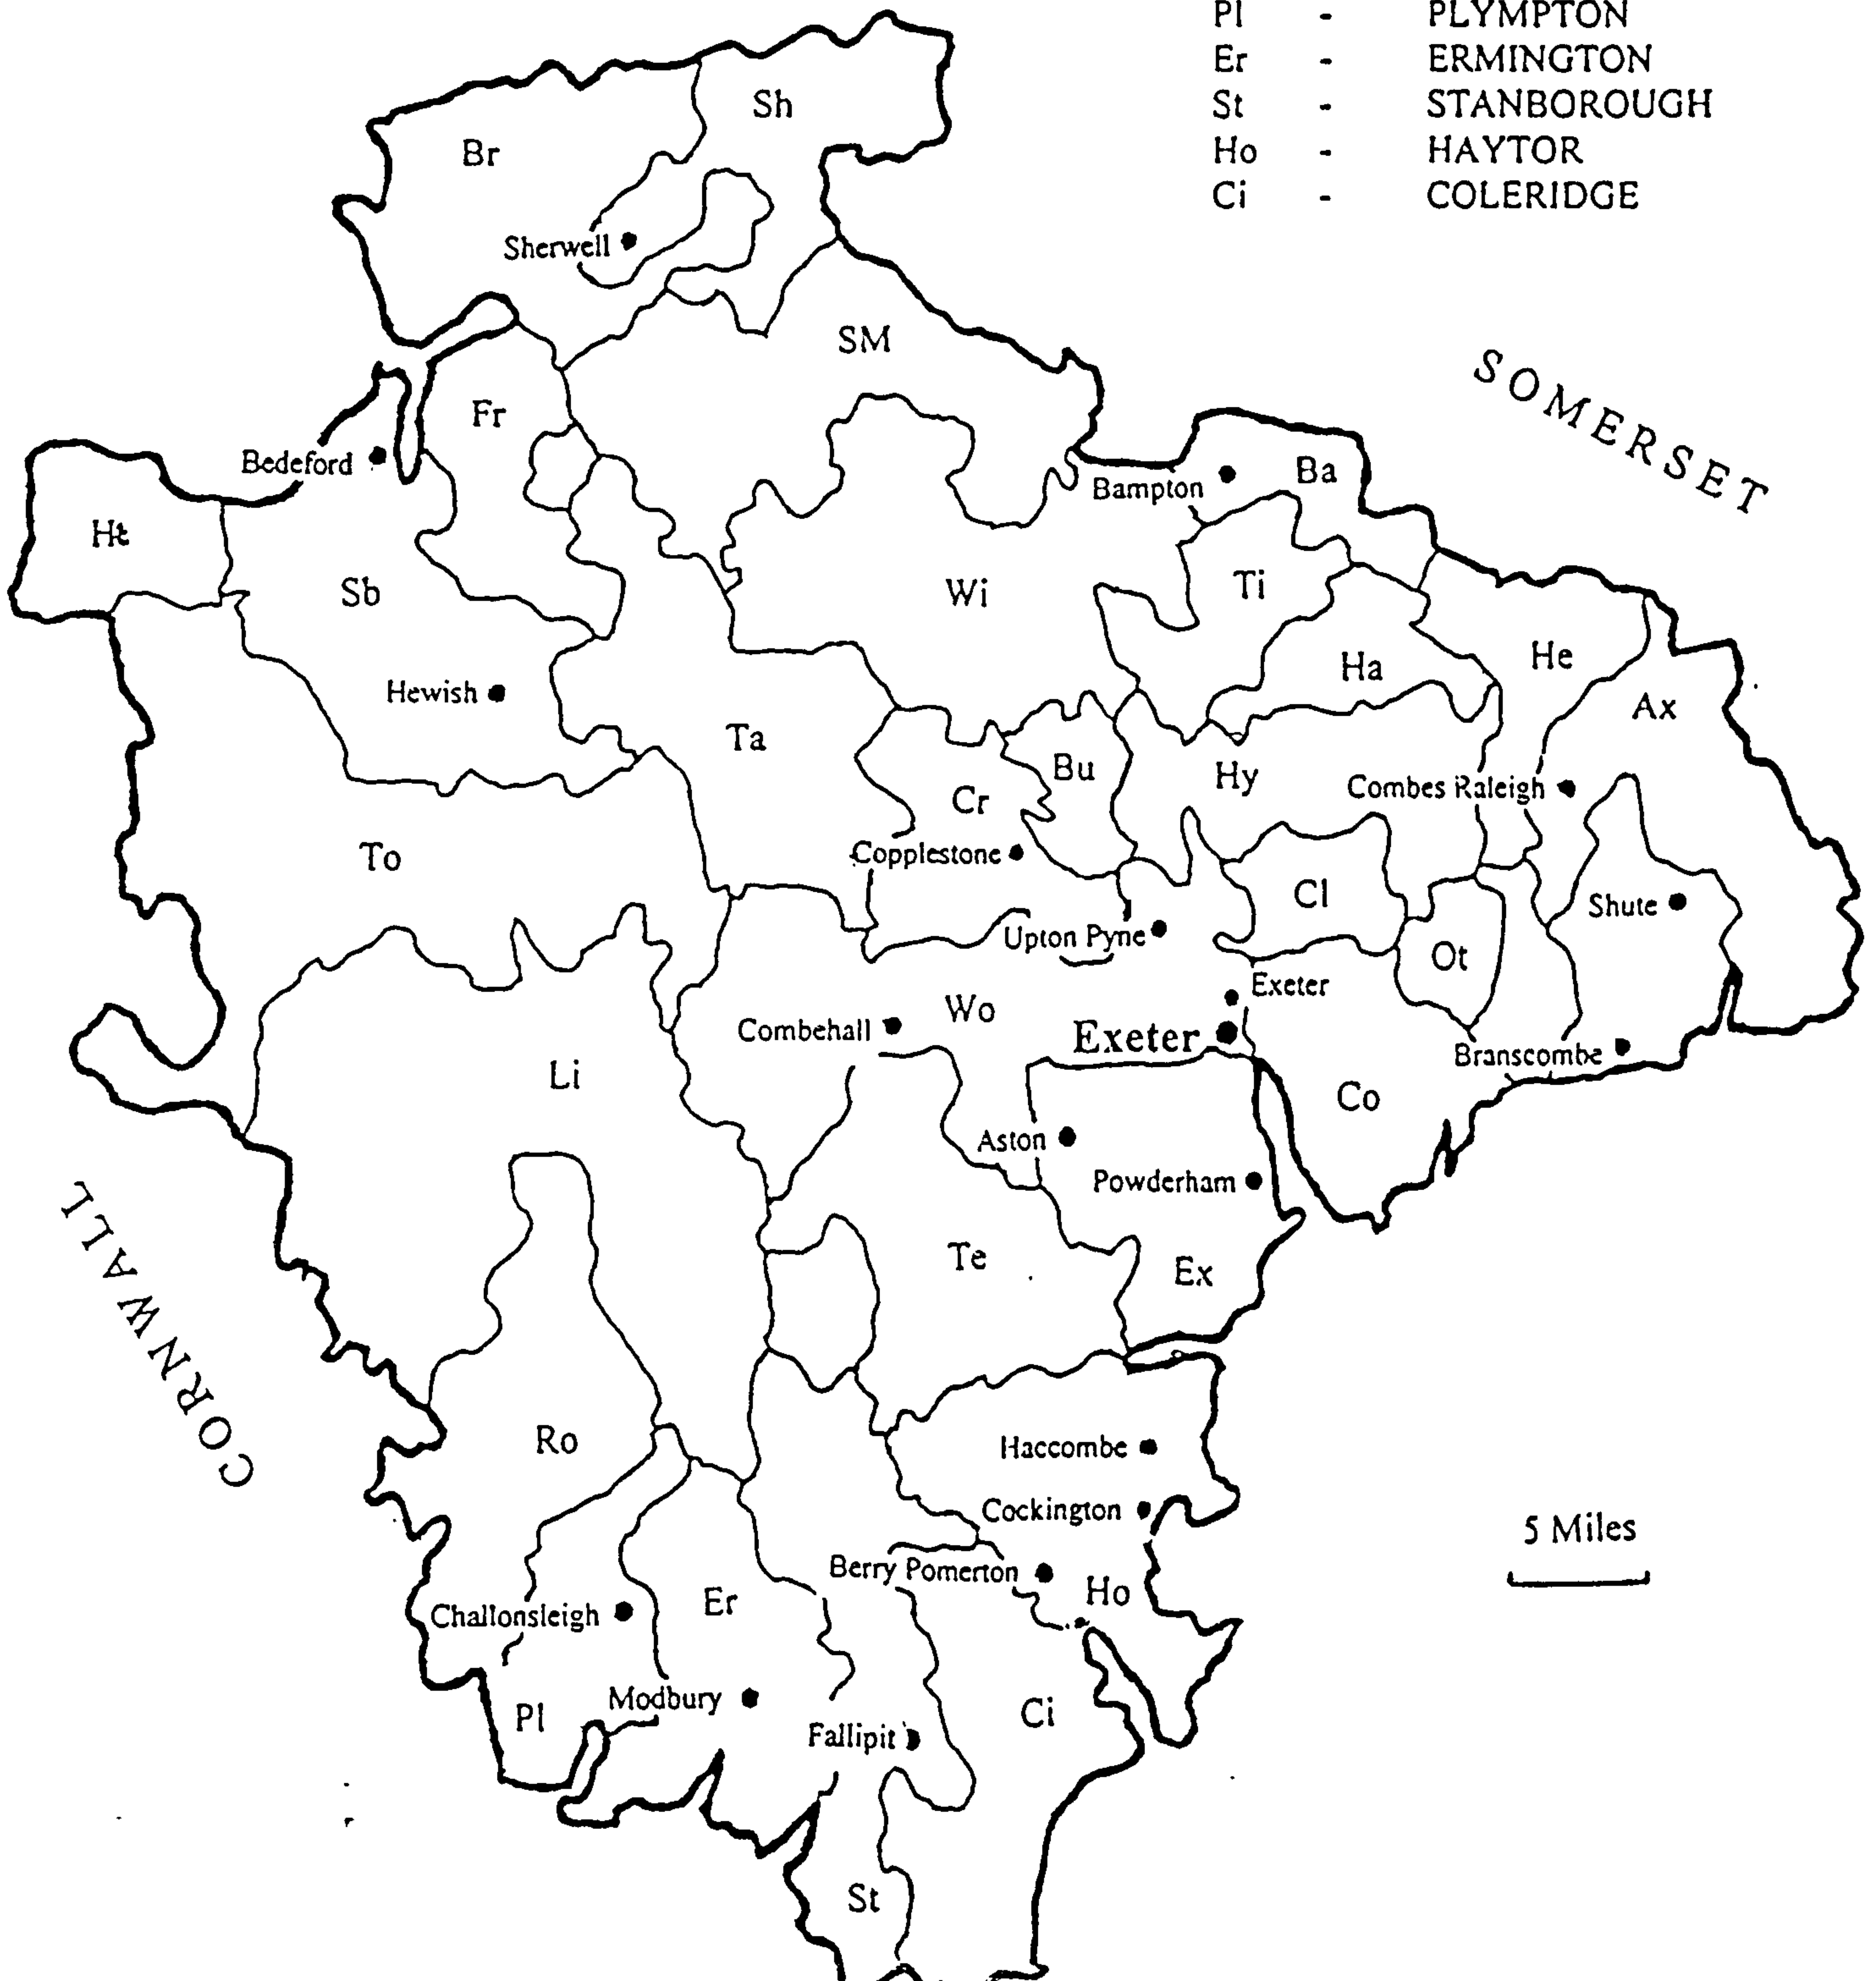 Pl - PLYMPTON
Er - ERMINGTON
St - STANBOROUGH
Ho - HAYTOR
Ci - COLERIDGE
Sh
Br
Sherwell
SM
SOMERSET
Fr
Bedeford
Bampton
Ba
Ht
Sb
Wi
Ti
Ha
He
Hewish
Ax
Ta
Bu
Hy
Combes Raleigh
Cr
Copplestone
To
Cl
Shute
Upton Pyne
Ot
Exeter
Combehall
Wo
Exeter
Branscombe
Li
Co
Aston
Powderham
CORNWALL
Te
Ex
Ro
Haccombe
Cockington
5 Miles
Berry Pomerton
Ho
Challonsleigh
Er
Modbury
Pl
Fallipit
Ci
St